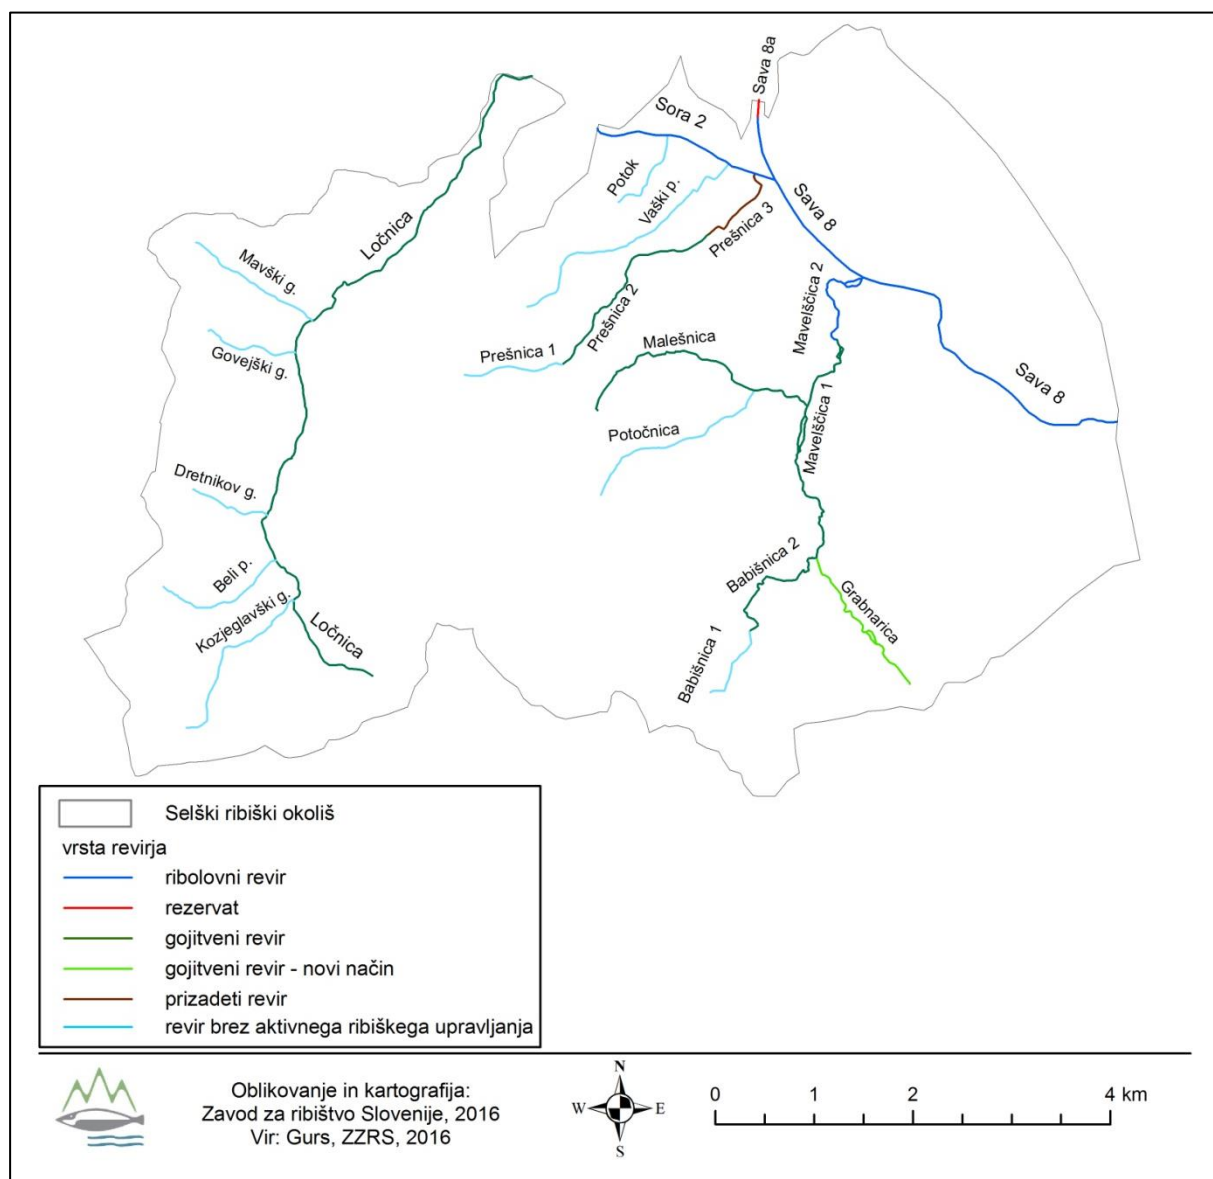 Sava 8a
Sora 2
Potok
Vaški p.
Sava 8
Ločnica
Prešnica 3
Mavški g.
Mavelščica 2
Prešnica 2
Malešnica
Prešnica 1
Govejški g.
Sava 8
Mavelščica 1
Potočnica
Dretnikov g.
Babišnica 2
Beli p.
Grabnarica
Kozjeglavški g.
Ločnica
Babišnica 1
Selški ribiški okoliš
vrsta revirja
ribolovni revir
rezervat
gojitveni revir
gojitveni revir - novi način
prizadeti revir
revir brez aktivnega ribiškega upravljanja
Oblikovanje in kartografija:
Zavod za ribištvo Slovenije, 2016
Vir: Gurs, ZZRS, 2016
N
W E
S
0 1 2 4 km